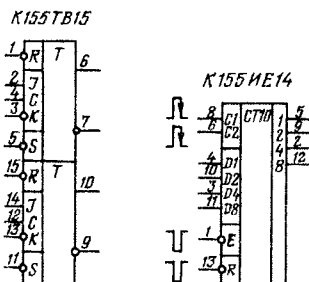 К155ТВ15
1 R T 6
2 J
4 C
3 K
7
5 S
15 R T
10
14 J
12 C
13 K
9
11 S
К155ИЕ14
8 C1 СТ10 1 5
6 C2 2 9
4 2
4 D1 8 12
10 D2
3 D4
11 D8
1 E
13 R